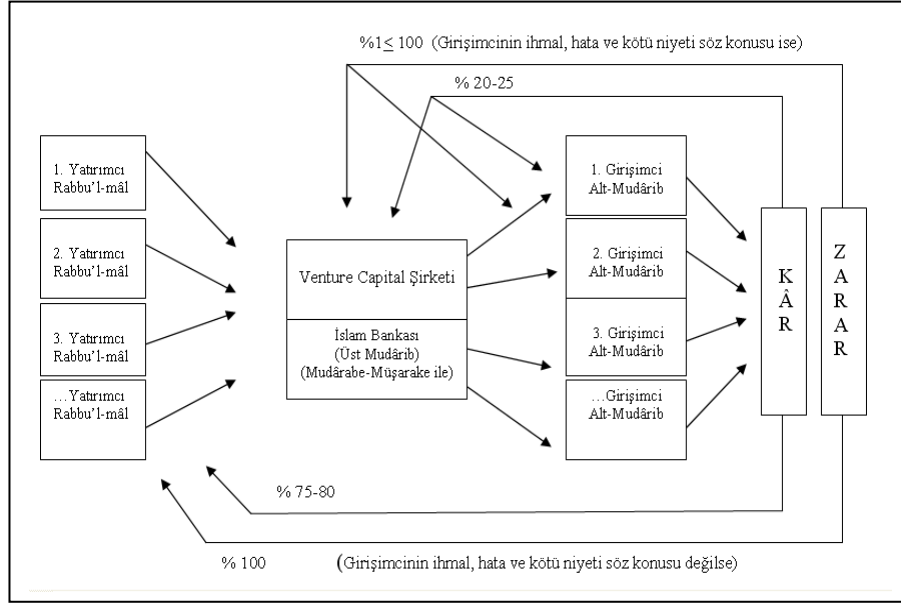 %1≤ 100 (Girişimcinin ihmal, hata ve kötü niyeti söz konusu ise)
% 20-25
1. Yatırımcı
Rabbu'l-mâl
2. Yatırımcı
Rabbu'l-mâl
3. Yatırımcı
Rabbu'l-mâl
…Yatırımcı
Rabbu'l-mâl
Venture Capital Şirketi
İslam Bankası
(Üst Mudârib)
(Mudârabe-Müşarake ile)
1. Girişimci
Alt-Mudârib
2. Girişimci
Alt-Mudârib
3. Girişimci
Alt-Mudârib
…Girişimci
Alt-Mudârib
K
Â
R
Z
A
R
A
R
% 75-80
% 100 (Girişimcinin ihmal, hata ve kötü niyeti söz konusu değilse)